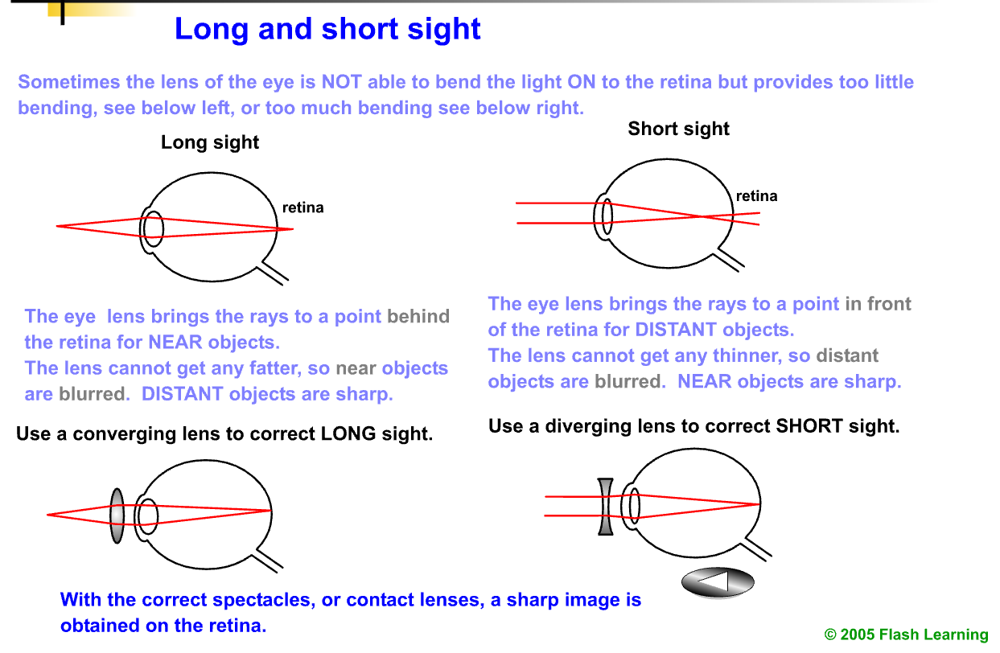 Long and short sight
Sometimes the lens of the eye is NOT able to bend the light ON to the retina but provides too little
bending, see below left, or too much bending see below right.
Long sight
retina
The eye  lens brings the rays to a point behind
the retina for NEAR objects.
The lens cannot get any fatter, so near objects
are blurred.  DISTANT objects are sharp.
Use a converging lens to correct LONG sight.
Short sight
retina
The eye lens brings the rays to a point in front
of the retina for DISTANT objects.
The lens cannot get any thinner, so distant
objects are blurred.  NEAR objects are sharp.
Use a diverging lens to correct SHORT sight.
With the correct spectacles, or contact lenses, a sharp image is
obtained on the retina.
© 2005 Flash Learning